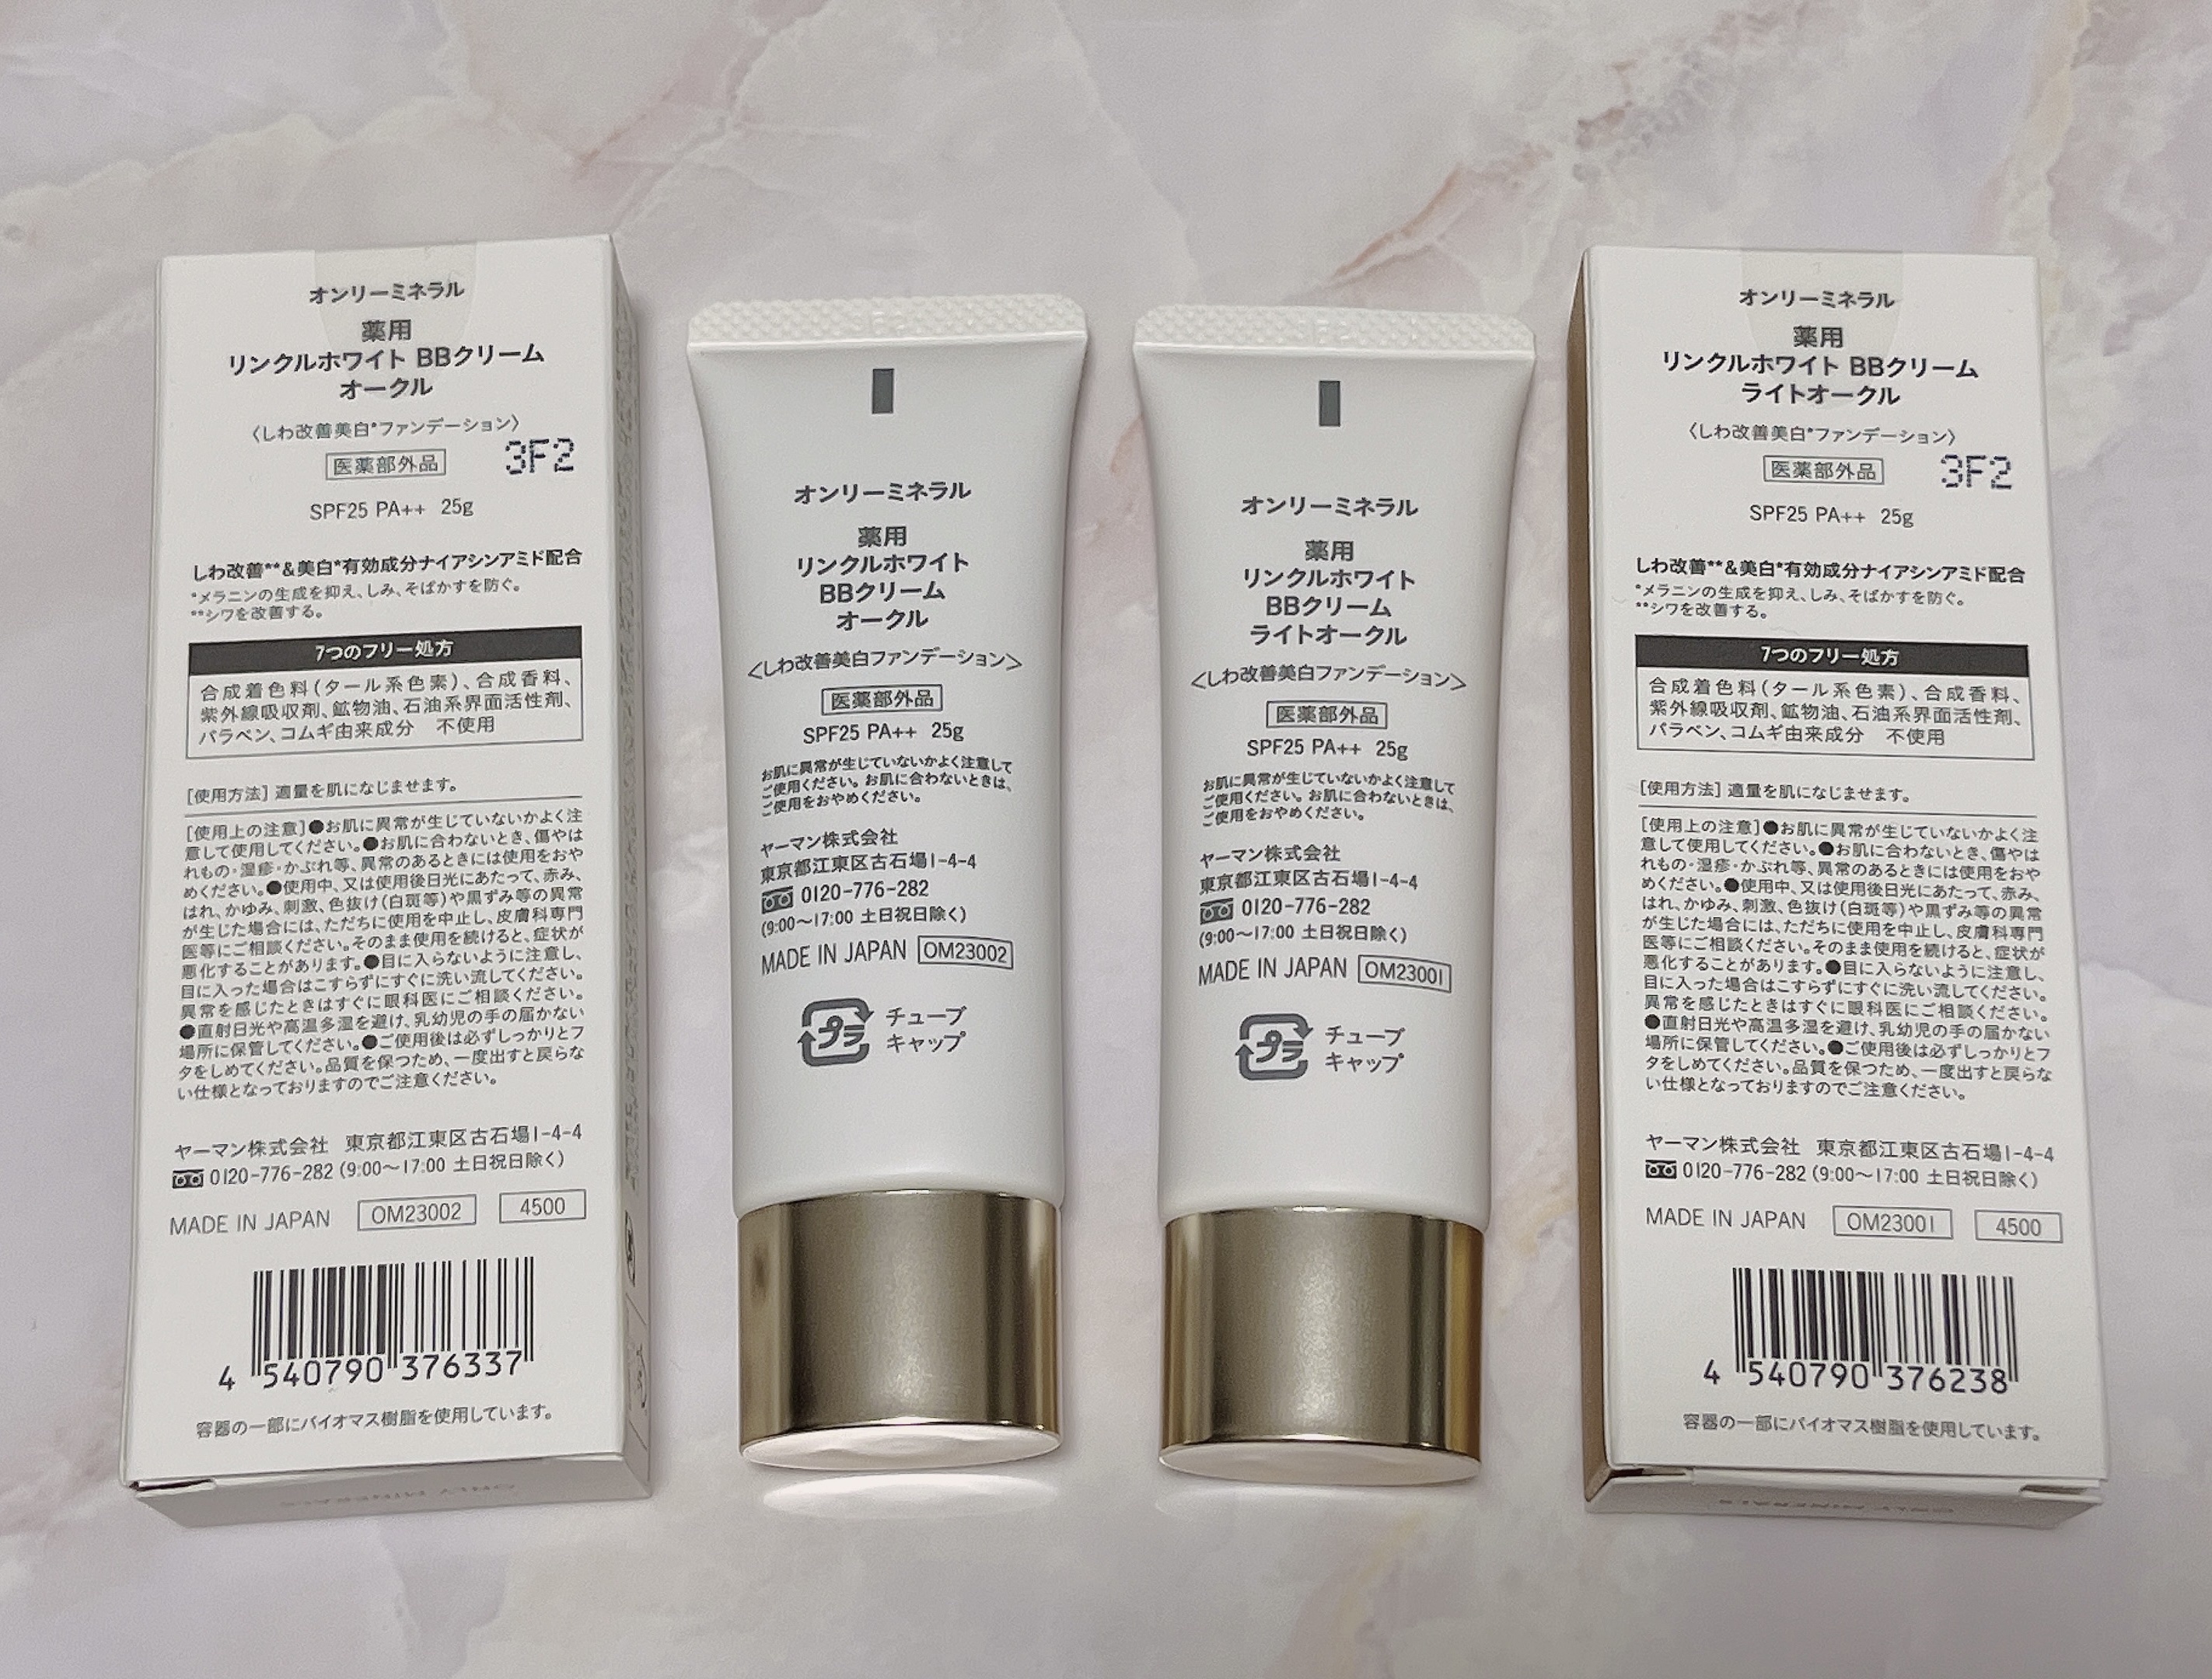 オンリーミネラル
薬用
リンクルホワイト BBクリーム
オークル
〈しわ改善美白*ファンデーション〉
医薬部外品
3F2
SPF25 PA++ 25g
しわ改善**&美白*有効成分ナイアシンアミド配合
*メラニンの生成を抑え、しみ、そばかすを防ぐ。
**シワを改善する。
7つのフリー処方
合成着色料(タール系色素)、合成香料、
紫外線吸収剤、鉱物油、石油系界面活性剤、
パラベン、コムギ由来成分 不使用
[使用方法] 適量を肌になじませます。
[使用上の注意]●お肌に異常が生じていないかよく注
意して使用してください。●お肌に合わないとき、傷やは
れもの・湿疹・かぶれ等、異常のあるときには使用をおや
めください。●使用中、又は使用後日光にあたって、赤み、
はれ、かゆみ、刺激、色抜け(白斑等)や黒ずみ等の異常
が生じた場合には、ただちに使用を中止し、皮膚科専門
医等にご相談ください。そのまま使用を続けると、症状が
悪化することがあります。●目に入らないように注意し、
目に入った場合はこすらずにすぐに洗い流してください。
異常を感じたときはすぐに眼科医にご相談ください。
●直射日光や高温多湿を避け、乳幼児の手の届かない
場所に保管してください。●ご使用後は必ずしっかりとフ
タをしめてください。品質を保つため、一度出すと戻らな
い仕様となっておりますのでご注意ください。
ヤーマン株式会社 東京都江東区古石場1-4-4
0120-776-282 (9:00〜17:00 土日祝日除く)
MADE IN JAPAN OM23002 4500
4 540790 376337
容器の一部にバイオマス樹脂を使用しています。
ONLY MINERALS
オンリーミネラル
薬用
リンクルホワイト
BBクリーム
オークル
<しわ改善美白ファンデーション>
医薬部外品
SPF25 PA++ 25g
お肌に異常が生じていないかよく注意して
ご使用ください。お肌に合わないときは、
ご使用をおやめください。
ヤーマン株式会社
東京都江東区古石場1-4-4
0120-776-282
(9:00〜17:00 土日祝日除く)
MADE IN JAPAN OM23002
プラ
チューブ
キャップ
オンリーミネラル
薬用
リンクルホワイト
BBクリーム
ライトオークル
<しわ改善美白ファンデーション>
医薬部外品
SPF25 PA++ 25g
お肌に異常が生じていないかよく注意して
ご使用ください。お肌に合わないときは、
ご使用をおやめください。
ヤーマン株式会社
東京都江東区古石場1-4-4
0120-776-282
(9:00〜17:00 土日祝日除く)
MADE IN JAPAN OM23001
プラ
チューブ
キャップ
オンリーミネラル
薬用
リンクルホワイト BBクリーム
ライトオークル
〈しわ改善美白*ファンデーション〉
医薬部外品
3F2
SPF25 PA++ 25g
しわ改善**&美白*有効成分ナイアシンアミド配合
*メラニンの生成を抑え、しみ、そばかすを防ぐ。
**シワを改善する。
7つのフリー処方
合成着色料(タール系色素)、合成香料、
紫外線吸収剤、鉱物油、石油系界面活性剤、
パラベン、コムギ由来成分 不使用
[使用方法] 適量を肌になじませます。
[使用上の注意]●お肌に異常が生じていないかよく注
意して使用してください。●お肌に合わないとき、傷やは
れもの・湿疹・かぶれ等、異常のあるときには使用をおや
めください。●使用中、又は使用後日光にあたって、赤み、
はれ、かゆみ、刺激、色抜け(白斑等)や黒ずみ等の異常
が生じた場合には、ただちに使用を中止し、皮膚科専門
医等にご相談ください。そのまま使用を続けると、症状が
悪化することがあります。●目に入らないように注意し、
目に入った場合はこすらずにすぐに洗い流してください。
異常を感じたときはすぐに眼科医にご相談ください。
●直射日光や高温多湿を避け、乳幼児の手の届かない
場所に保管してください。●ご使用後は必ずしっかりとフ
タをしめてください。品質を保つため、一度出すと戻らな
い仕様となっておりますのでご注意ください。
ヤーマン株式会社 東京都江東区古石場1-4-4
0120-776-282 (9:00〜17:00 土日祝日除く)
MADE IN JAPAN OM23001 4500
4 540790 376238
容器の一部にバイオマス樹脂を使用しています。
ONLY MINERALS